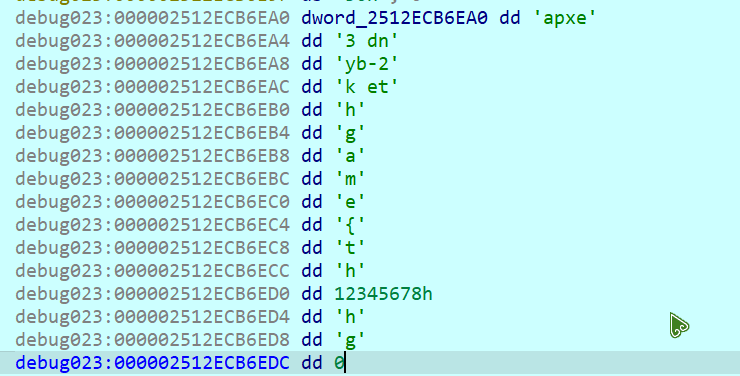 debug023:000002512ECB6EA0 dword_2512ECB6EA0 dd 'apxe'
debug023:000002512ECB6EA4 dd '3 dn'
debug023:000002512ECB6EA8 dd 'yb-2'
debug023:000002512ECB6EAC dd 'k et'
debug023:000002512ECB6EB0 dd 'h'
debug023:000002512ECB6EB4 dd 'g'
debug023:000002512ECB6EB8 dd 'a'
debug023:000002512ECB6EBC dd 'm'
debug023:000002512ECB6EC0 dd 'e'
debug023:000002512ECB6EC4 dd '{'
debug023:000002512ECB6EC8 dd 't'
debug023:000002512ECB6ECC dd 'h'
debug023:000002512ECB6ED0 dd 12345678h
debug023:000002512ECB6ED4 dd 'h'
debug023:000002512ECB6ED8 dd 'g'
debug023:000002512ECB6EDC dd 0